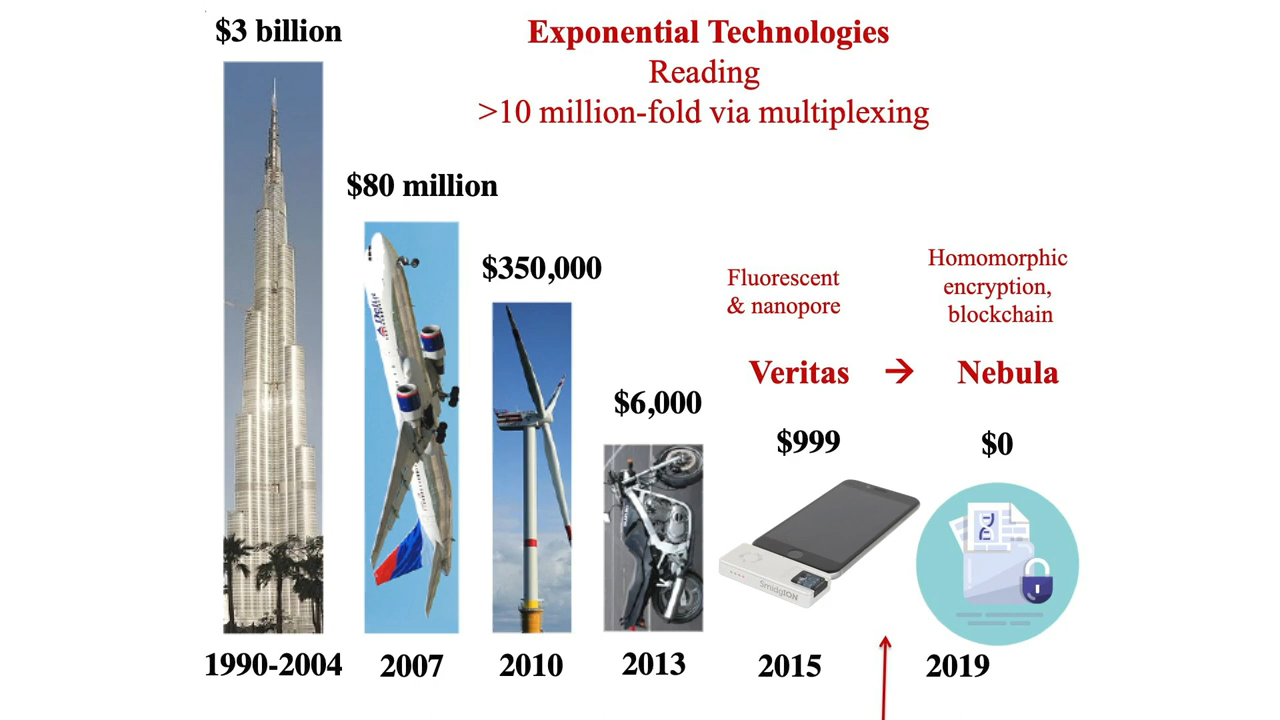 $3 billion
Exponential Technologies
Reading
>10 million-fold via multiplexing
$80 million
$350,000
$6,000
Fluorescent
& nanopore
Homomorphic
encryption,
blockchain
Veritas → Nebula
$999
$0
DELTA
SmidgION
1990-2004
2007
2010
2013
2015
2019